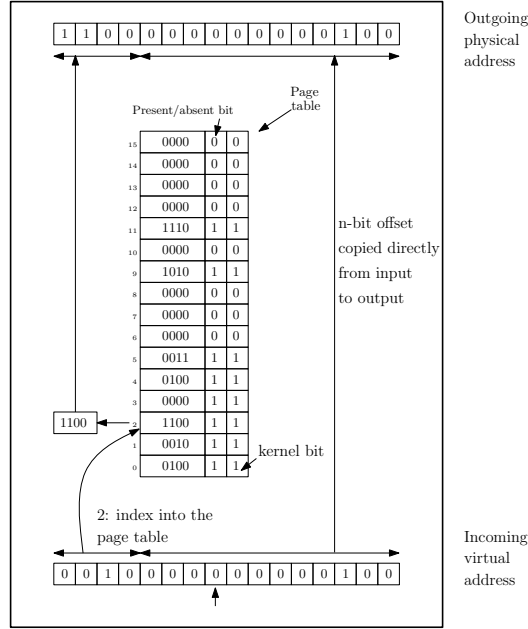 1 1 0 0 0 0 0 0 0 0 0 0 0 1 0 0
Outgoing
physical
address
Page
table
Present/absent bit
15 0000 0 0
14 0000 0 0
13 0000 0 0
12 0000 0 0
11 1110 1 1
10 0000 0 0
9 1010 1 1
8 0000 0 0
7 0000 0 0
6 0000 0 0
5 0011 1 1
4 0100 1 1
3 0000 1 1
2 1100 1 1
1 0010 1 1
0 0100 1 1
n-bit offset
copied directly
from input
to output
1100
kernel bit
2: index into the
page table
0 0 1 0 0 0 0 0 0 0 0 0 0 1 0 0
Incoming
virtual
address